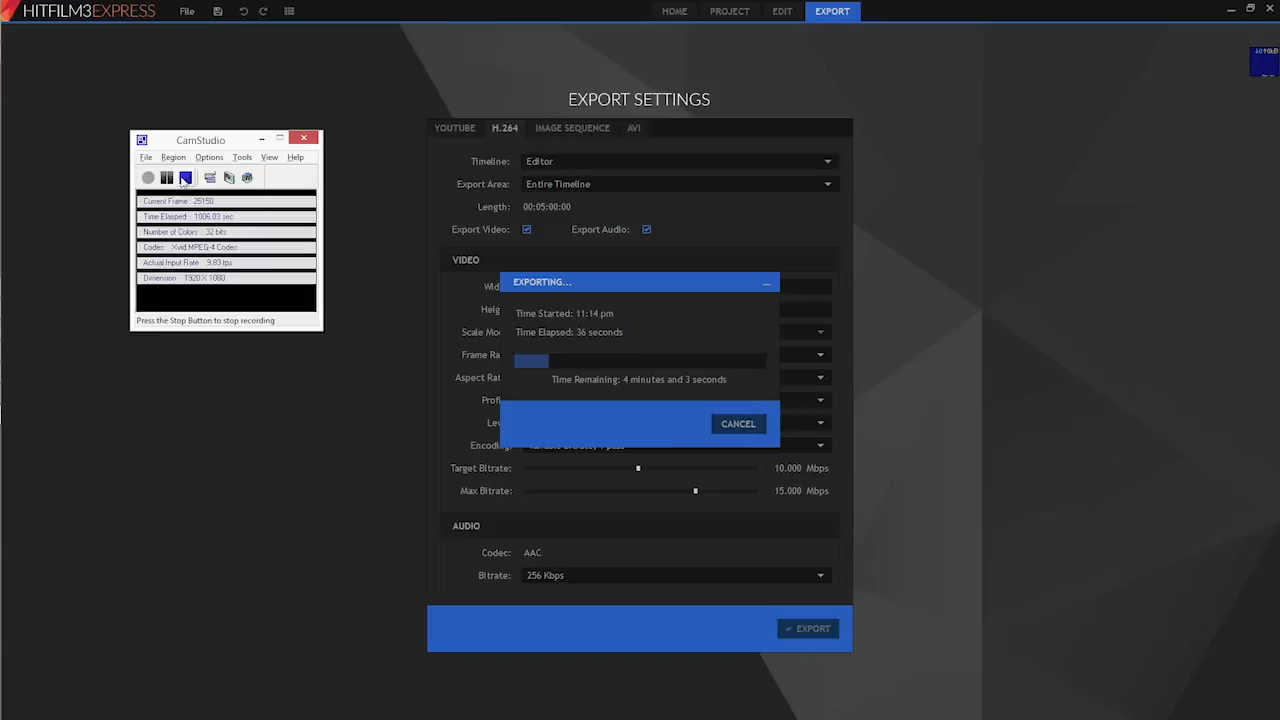 HITFILM3EXPRESS File HOME PROJECT EDIT EXPORT
EXPORT SETTINGS
YOUTUBE H.264 IMAGE SEQUENCE AVI
Timeline: Editor
Export Area: Entire Timeline
Length: 00:05:00:00
Export Video: Export Audio:
VIDEO
Scale
Frame
Aspect
Target Bitrate: 10.000 Mbps
Max Bitrate: 15.000 Mbps
AUDIO
Codec: AAC
Bitrate: 256 Kbps
EXPORT
EXPORTING...
Time Started: 11:14 pm
Time Elapsed: 36 seconds
Time Remaining: 4 minutes and 3 seconds
CANCEL
CamStudio
File Region Options Tools View Help
Current Frame : 25150
Time Elasped : 1006.03 sec
Number of Colors 32 bits
Codec Xvid MPEG-4 Codec
Actual Input Rate 9.83 fps
Dimension 1920 X 1080
Press the Stop Button to stop recording